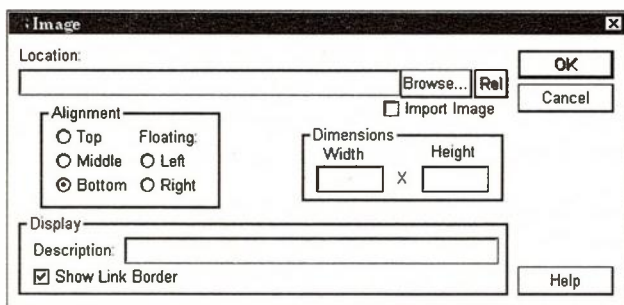 Image
Location:
Browse... Rel
OK
Cancel
Import Image
Alignment
Top Floating:
Middle Left
Bottom Right
Dimensions
Width Height
X
Display
Description:
Show Link Border
Help